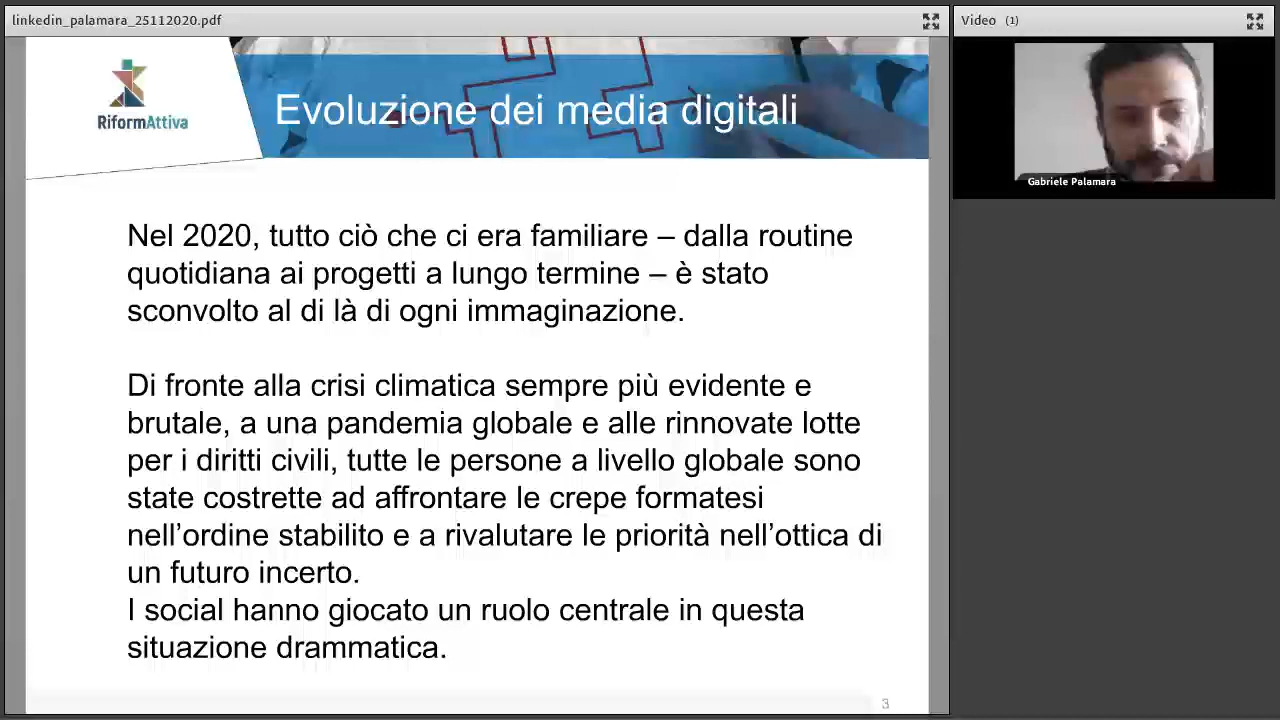 linkedin_palamara_25112020.pdf
Video (1)
RiformAttiva
Evoluzione dei media digitali
Gabriele Palamara
Nel 2020, tutto ciò che ci era familiare – dalla routine
quotidiana ai progetti a lungo termine – è stato
sconvolto al di là di ogni immaginazione.
Di fronte alla crisi climatica sempre più evidente e
brutale, a una pandemia globale e alle rinnovate lotte
per i diritti civili, tutte le persone a livello globale sono
state costrette ad affrontare le crepe formatesi
nell’ordine stabilito e a rivalutare le priorità nell’ottica di
un futuro incerto.
I social hanno giocato un ruolo centrale in questa
situazione drammatica.
3